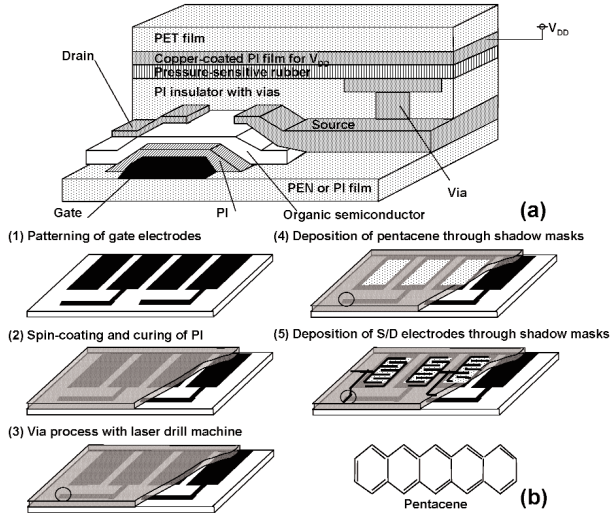 PET film
V_DD
Copper-coated PI film for V_DD
Drain
Pressure-sensitive rubber
PI insulator with vias
Source
PEN or PI film
Via
Gate
PI
Organic semiconductor
(a)
(1) Patterning of gate electrodes
(2) Spin-coating and curing of PI
(3) Via process with laser drill machine
(4) Deposition of pentacene through shadow masks
(5) Deposition of S/D electrodes through shadow masks
Pentacene
(b)